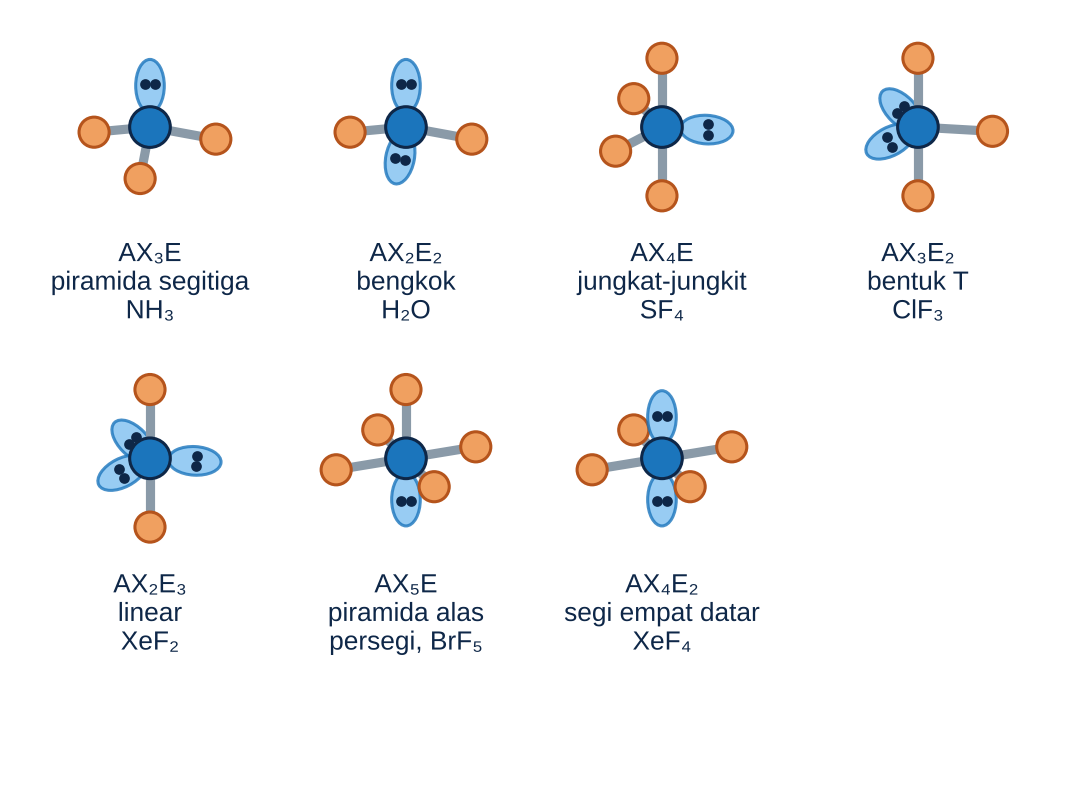 AX₃E
piramida segitiga
NH₃
AX₂E₂
bengkok
H₂O
AX₄E
jungkat-jungkit
SF₄
AX₃E₂
bentuk T
ClF₃
AX₂E₃
linear
XeF₂
AX₅E
piramida alas
persegi, BrF₅
AX₄E₂
segi empat datar
XeF₄